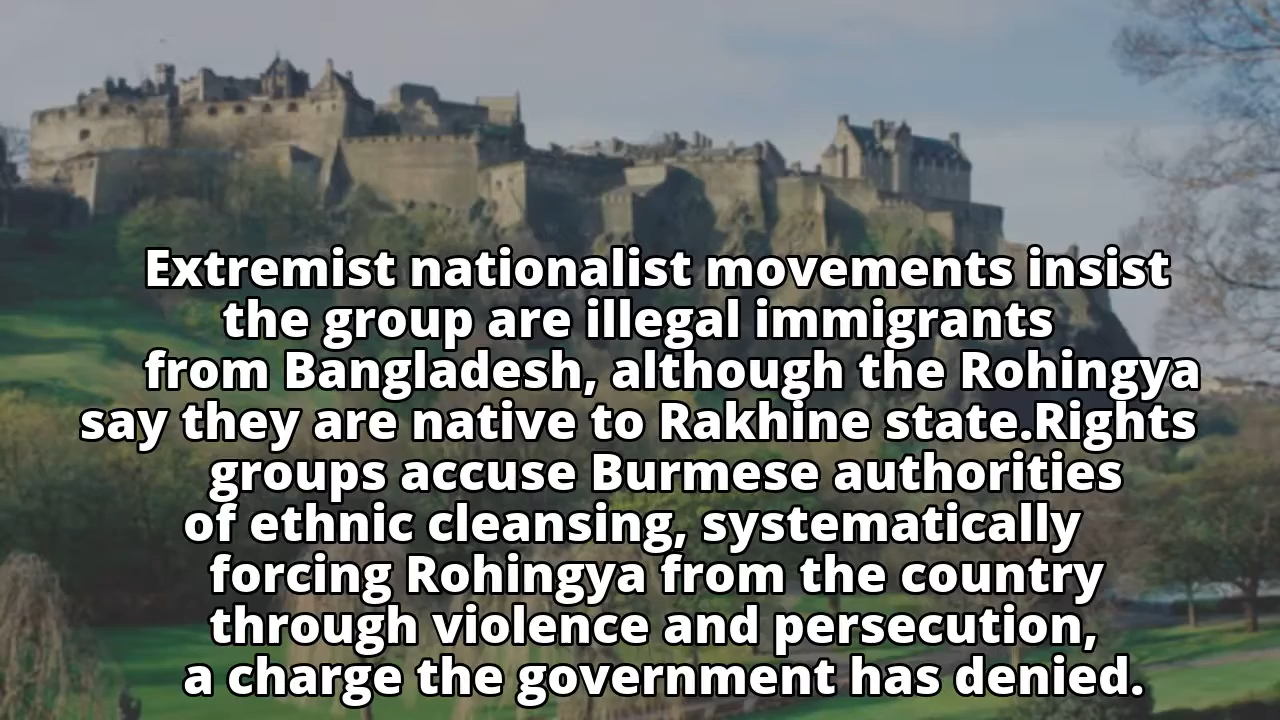 Extremist nationalist movements insist
the group are illegal immigrants
from Bangladesh, although the Rohingya
say they are native to Rakhine state.Rights
groups accuse Burmese authorities
of ethnic cleansing, systematically
forcing Rohingya from the country
through violence and persecution,
a charge the government has denied.